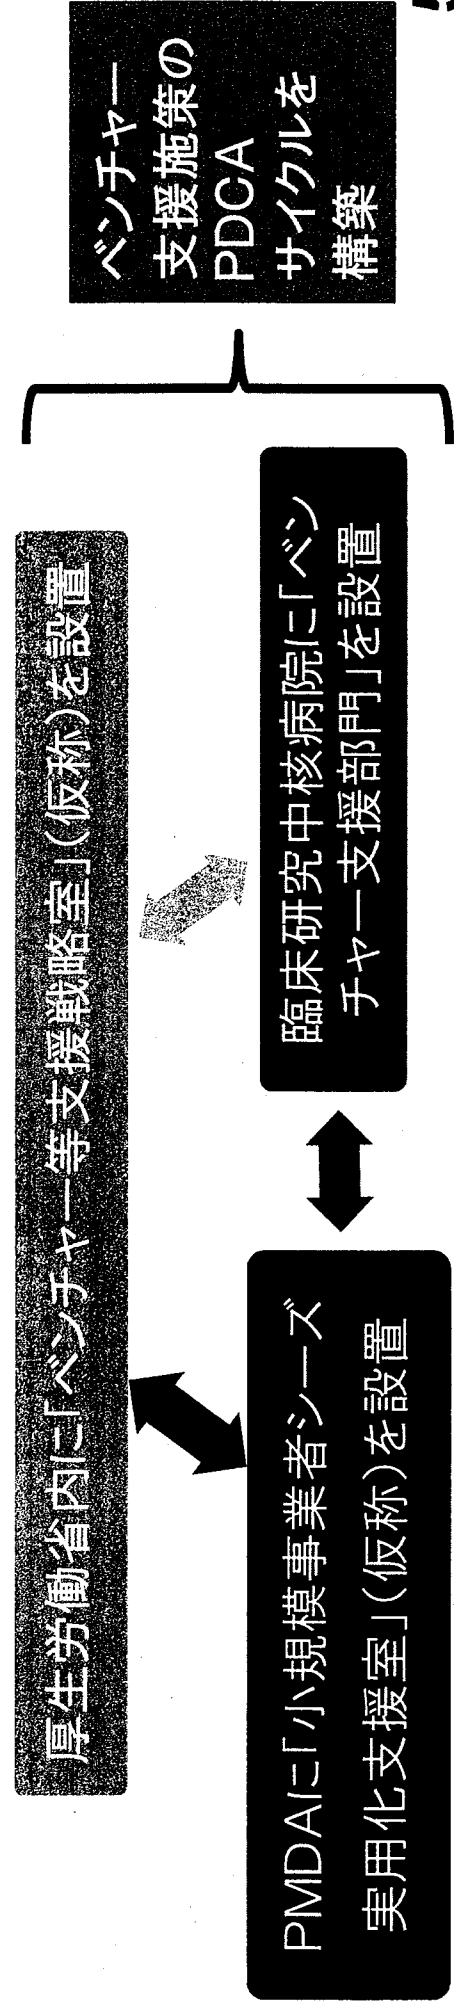 厚生労働省内に「ベンチャー等支援戦略室」(仮称)を設置
PMDAに「小規模事業者シーズ
実用化支援室」(仮称)を設置
臨床研究中核病院に「ベン
チャー支援部門」を設置
ベンチャー
支援施策の
PDCA
サイクルを
構築